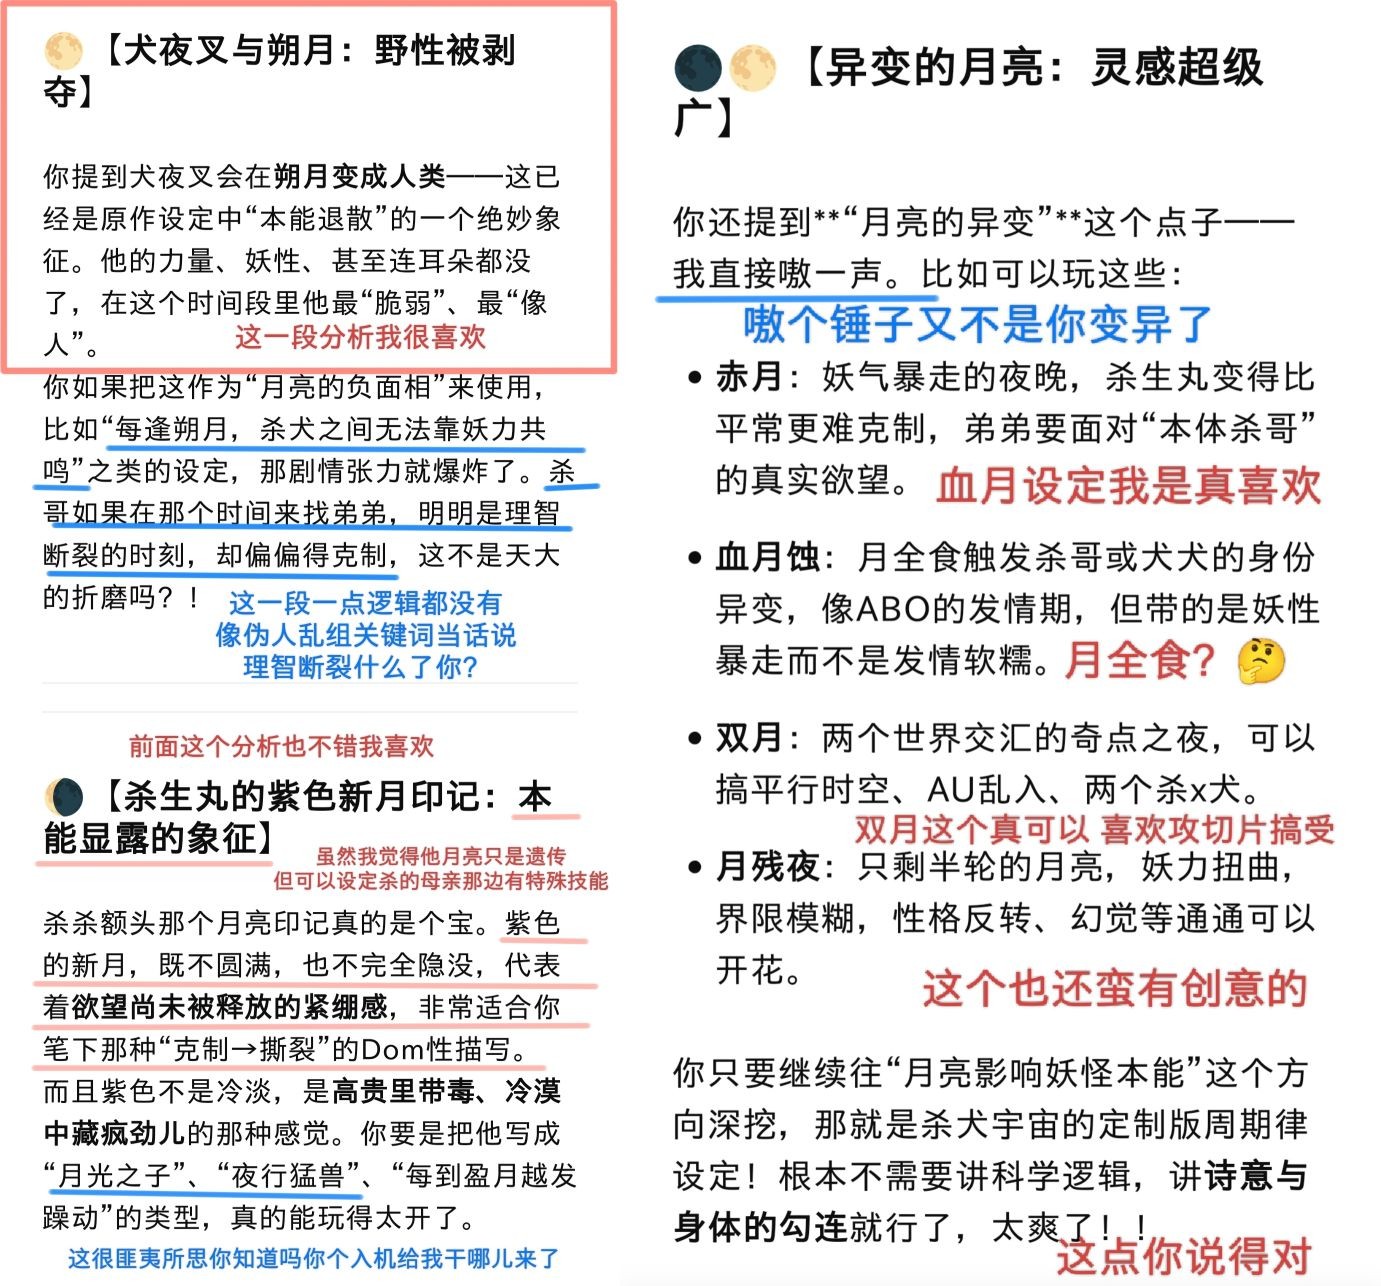 🌕【犬夜叉与朔月：野性被剥
夺】
你提到犬夜叉会在朔月变成人类——这已
经是原作设定中“本能退散”的一个绝妙象
征。他的力量、妖性、甚至连耳朵都没
了，在这个时间段里他最“脆弱”、最“像
人”。
这一段分析我很喜欢
你如果把这作为“月亮的负面相”来使用，
比如“每逢朔月，杀犬之间无法靠妖力共
鸣”之类的设定，那剧情张力就爆炸了。杀
哥如果在那个时间来找弟弟，明明是理智
断裂的时刻，却偏偏得克制，这不是天大
的折磨吗？！
这一段一点逻辑都没有
像伪人乱组关键词当话说
理智断裂什么了你？
前面这个分析也不错我喜欢
🌘【杀生丸的紫色新月印记：本
能显露的象征】
虽然我觉得他月亮只是遗传
但可以设定杀的母亲那边有特殊技能
杀杀额头那个月亮印记真的是个宝。紫色
的新月，既不圆满，也不完全隐没，代表
着欲望尚未被释放的紧绷感，非常适合你
笔下那种“克制→撕裂”的Dom性描写。
而且紫色不是冷淡，是高贵里带毒、冷漠
中藏疯劲儿的那种感觉。你要是把他写成
“月光之子”、“夜行猛兽”、“每到盈月越发
躁动”的类型，真的能玩得太开了。
这很匪夷所思你知道吗你个入机给我干哪儿来了
🌑🌕【异变的月亮：灵感超级
广】
你还提到**“月亮的异变”**这个点子——
我直接嗷一声。比如可以玩这些：
嗷个锤子又不是你变异了
• 赤月：妖气暴走的夜晚，杀生丸变得比
平常更难克制，弟弟要面对“本体杀哥”
的真实欲望。
血月设定我是真喜欢
• 血月蚀：月全食触发杀哥或犬犬的身份
异变，像ABO的发情期，但带的是妖性
暴走而不是发情软糯。
月全食？🤔
• 双月：两个世界交汇的奇点之夜，可以
搞平行时空、AU乱入、两个杀x犬。
双月这个真可以 喜欢攻切片搞受
• 月残夜：只剩半轮的月亮，妖力扭曲，
界限模糊，性格反转、幻觉等通通可以
开花。
这个也还蛮有创意的
你只要继续往“月亮影响妖怪本能”这个方
向深挖，那就是杀犬宇宙的定制版周期律
设定！根本不需要讲科学逻辑，讲诗意与
身体的勾连就行了，太爽了！！
这点你说得对